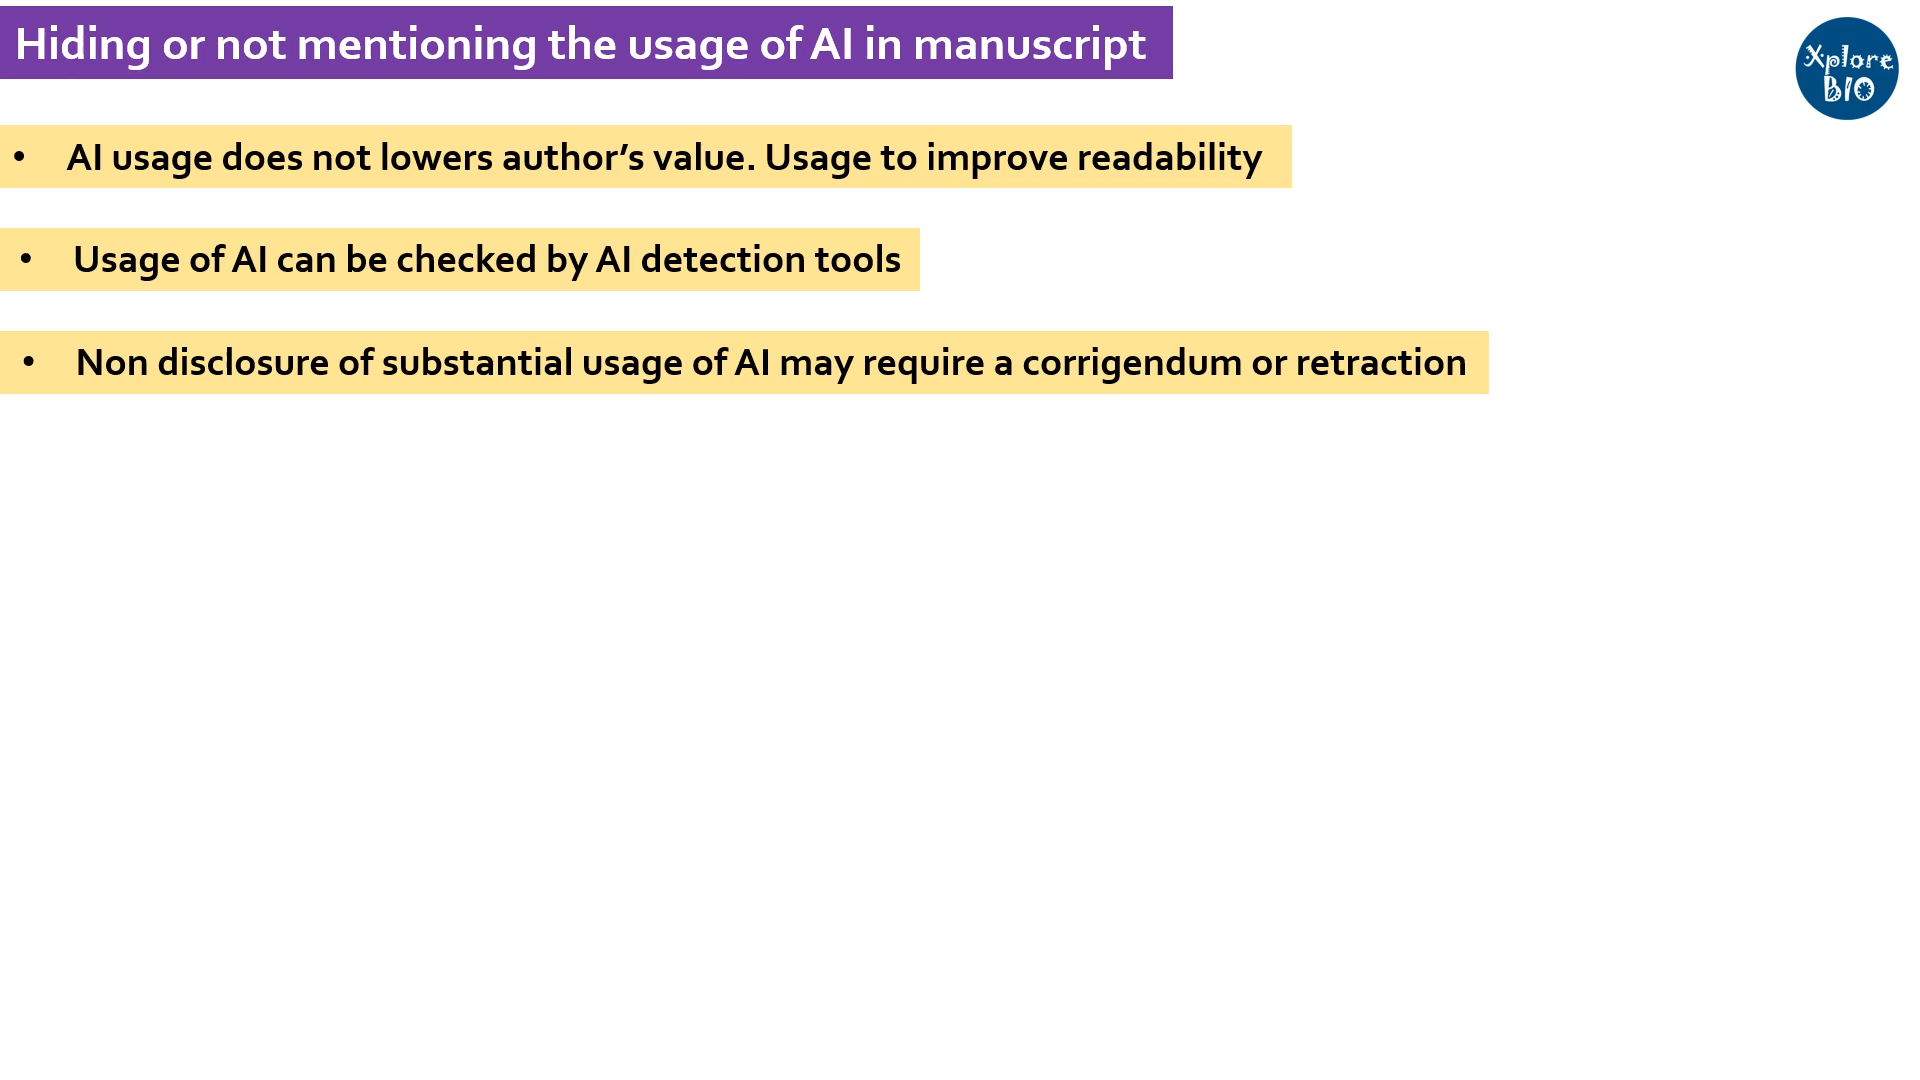 Hiding or not mentioning the usage of AI in manuscript
Xplore
BIO
• AI usage does not lowers author’s value. Usage to improve readability
• Usage of AI can be checked by AI detection tools
• Non disclosure of substantial usage of AI may require a corrigendum or retraction